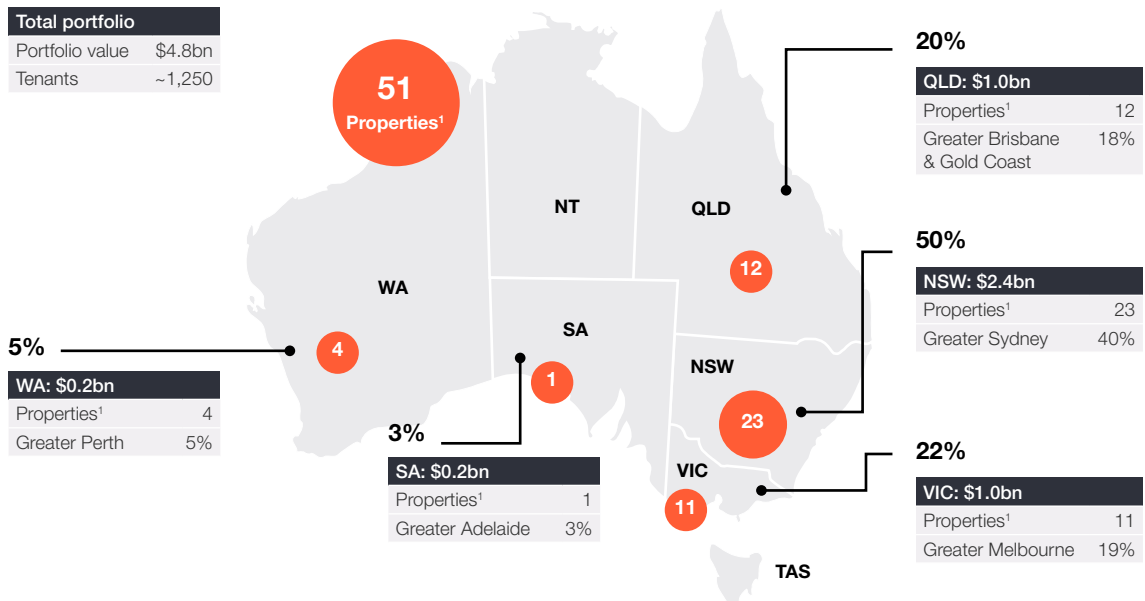 Total portfolio
Portfolio value $4.8bn
Tenants ~1,250
51
Properties¹
20%
QLD: $1.0bn
Properties¹ 12
Greater Brisbane 18%
& Gold Coast
NT
QLD
12
50%
NSW: $2.4bn
Properties¹ 23
Greater Sydney 40%
WA
SA
4
1
NSW
23
5%
WA: $0.2bn
Properties¹ 4
Greater Perth 5%
3%
SA: $0.2bn
Properties¹ 1
Greater Adelaide 3%
VIC
11
22%
VIC: $1.0bn
Properties¹ 11
Greater Melbourne 19%
TAS